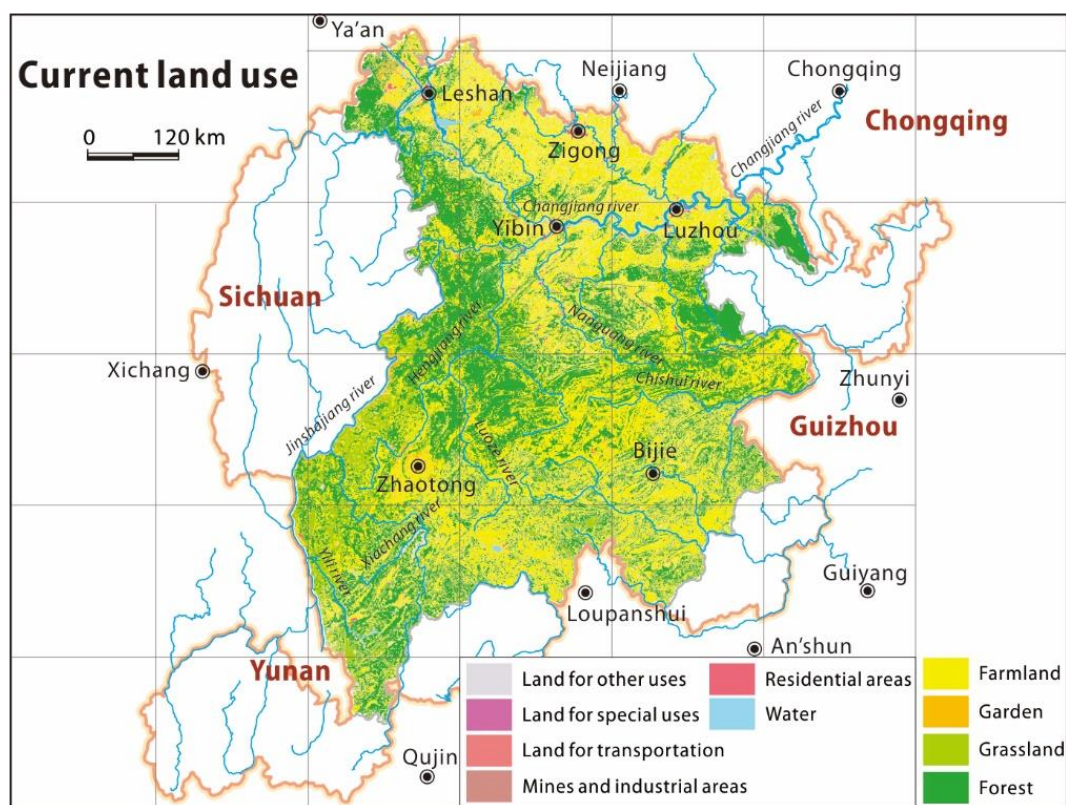 Current land use
0 120 km
Ya'an
Leshan
Neijiang
Chongqing
Chongqing
Zigong
Changjiang river
Changjiang river
Yibin
Luzhou
Sichuan
Hengjiang river
Nanguang river
Xichang
Chishui river
Zhunyi
Jinshajiang river
Guizhou
Luoze river
Bijie
Zhaotong
Xiaochang river
Yili river
Guiyang
Loupanshui
An'shun
Yunan
Qujin
Land for other uses
Land for special uses
Land for transportation
Mines and industrial areas
Residential areas
Water
Farmland
Garden
Grassland
Forest